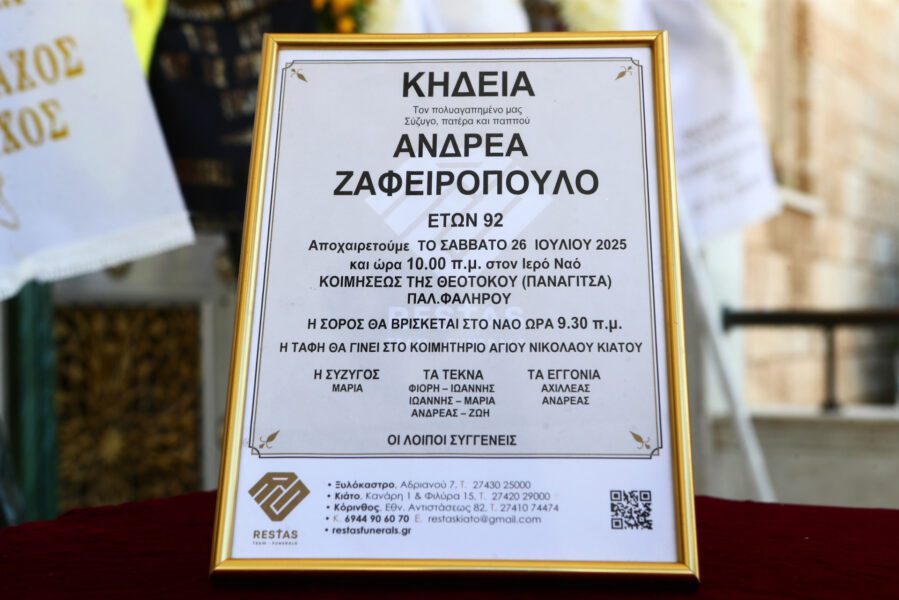 ΑΧΟΣ
ΧΟΣ
ΚΗΔΕΙΑ
Τον πολυαγαπημένο μας
Σύζυγο, πατέρα και παππού
ΑΝΔΡΕΑ
ΖΑΦΕΙΡΟΠΟΥΛΟ
ΕΤΩΝ 92
Αποχαιρετούμε ΤΟ ΣΑΒΒΑΤΟ 26 ΙΟΥΛΙΟΥ 2025
και ώρα 10.00 π.μ. στον Ιερό Ναό
ΚΟΙΜΗΣΕΩΣ ΤΗΣ ΘΕΟΤΟΚΟΥ (ΠΑΝΑΓΙΤΣΑ)
ΠΑΛ.ΦΑΛΗΡΟΥ
RESTAS
Η ΣΟΡΟΣ ΘΑ ΒΡΙΣΚΕΤΑΙ ΣΤΟ ΝΑΟ ΩΡΑ 9.30 π.μ.
Η ΤΑΦΗ ΘΑ ΓΙΝΕΙ ΣΤΟ ΚΟΙΜΗΤΗΡΙΟ ΑΓΙΟΥ ΝΙΚΟΛΑΟΥ ΚΙΑΤΟΥ
Η ΣΥΖΥΓΟΣ
ΜΑΡΙΑ
ΤΑ ΤΕΚΝΑ
ΦΙΟΡΗ – ΙΩΑΝΝΗΣ
ΙΩΑΝΝΗΣ – ΜΑΡΙΑ
ΑΝΔΡΕΑΣ – ΖΩΗ
ΤΑ ΕΓΓΟΝΙΑ
ΑΧΙΛΛΕΑΣ
ΑΝΔΡΕΑΣ
ΟΙ ΛΟΙΠΟΙ ΣΥΓΓΕΝΕΙΣ
RESTAS
TEAM - FUNERALS
• Ξυλόκαστρο, Αδριανού 7, Τ. 27430 25000
• Κιάτο, Κανάρη 1 & Φιλύρα 15, Τ. 27420 29000
• Κόρινθος, Εθν. Αντιστάσεως 82, Τ. 27410 74474
• Κ. 6944 90 60 70 E. restaskiato@gmail.com
• restasfunerals.gr